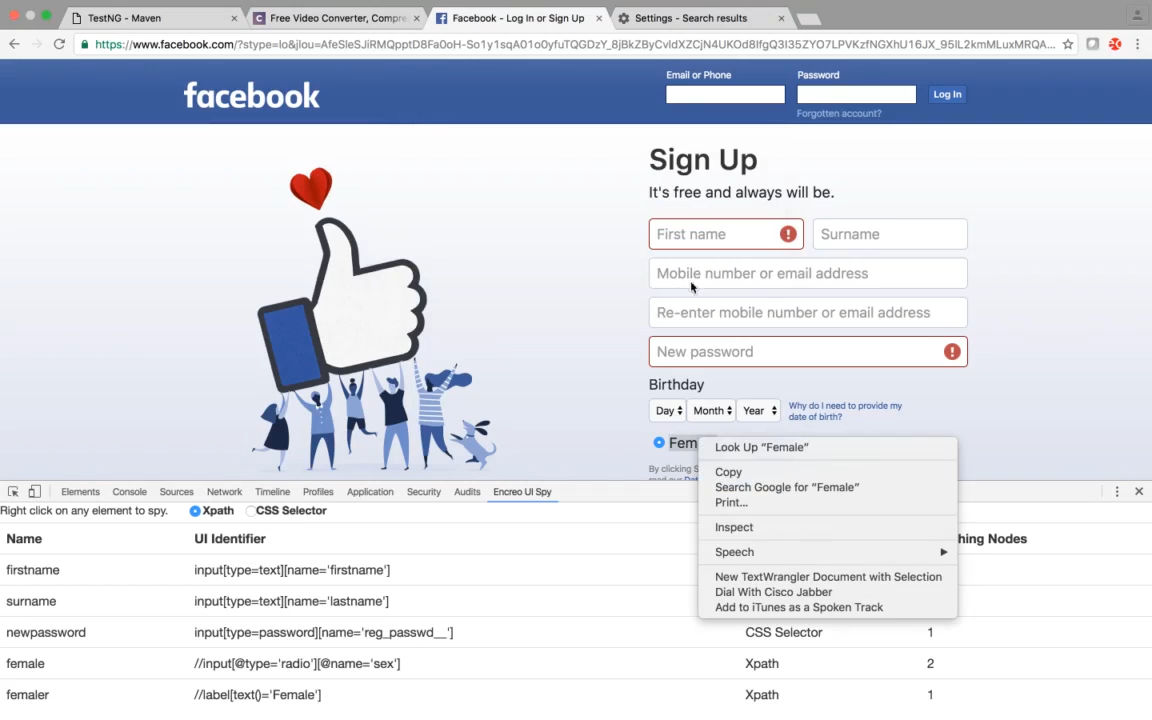 TestNG - Maven
Free Video Converter, Compre
Facebook - Log In or Sign Up
Settings - Search results
https://www.facebook.com/?stype=lo&jlou=
facebook
Email or Phone
Password
Log In
Forgotten account?
Sign Up
It's free and always will be.
First name
Surname
Mobile number or email address
Re-enter mobile number or email address
New password
Birthday
Day
Month
Year
Why do I need to provide my
date of birth?
Fem
By clicking S
Look Up “Female”
Copy
Search Google for “Female”
Print...
Inspect
Speech
New TextWrangler Document with Selection
Dial With Cisco Jabber
Add to iTunes as a Spoken Track
Elements Console Sources Network Timeline Profiles Application Security Audits Encreo UI Spy
Right click on any element to spy. Xpath CSS Selector
Name UI Identifier hing Nodes
firstname input[type=text][name='firstname']
surname input[type=text][name='lastname']
newpassword input[type=password][name='reg_passwd__'] CSS Selector 1
female //input[@type='radio'][@name='sex'] Xpath 2
femaler //label[text()='Female'] Xpath 1